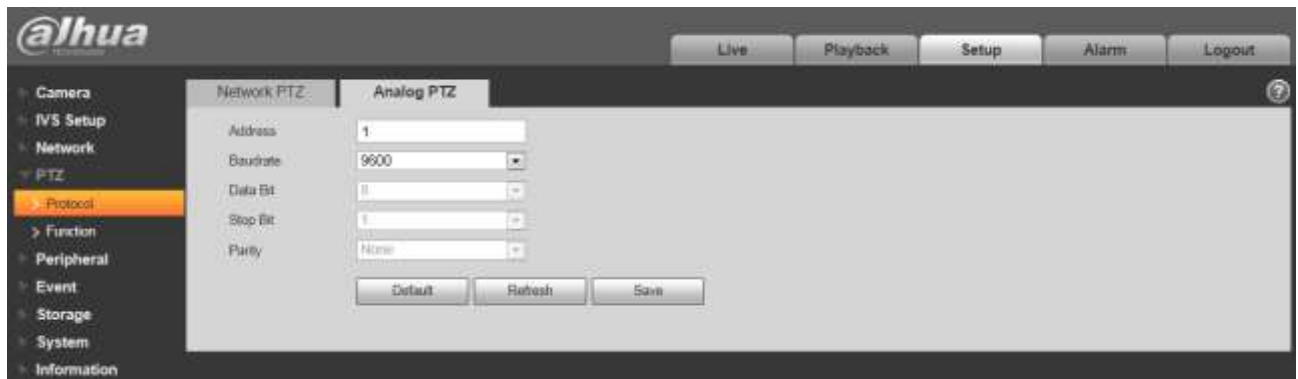 alhua
TECHNOLOGY
Live Playback Setup Alarm Logout
Camera
IVS Setup
Network
PTZ
> Protocol
> Function
Peripheral
Event
Storage
System
Information
Network PTZ Analog PTZ ?
Address 1
Baudrate 9600
Data Bit 8
Stop Bit 1
Parity None
Default Refresh Save